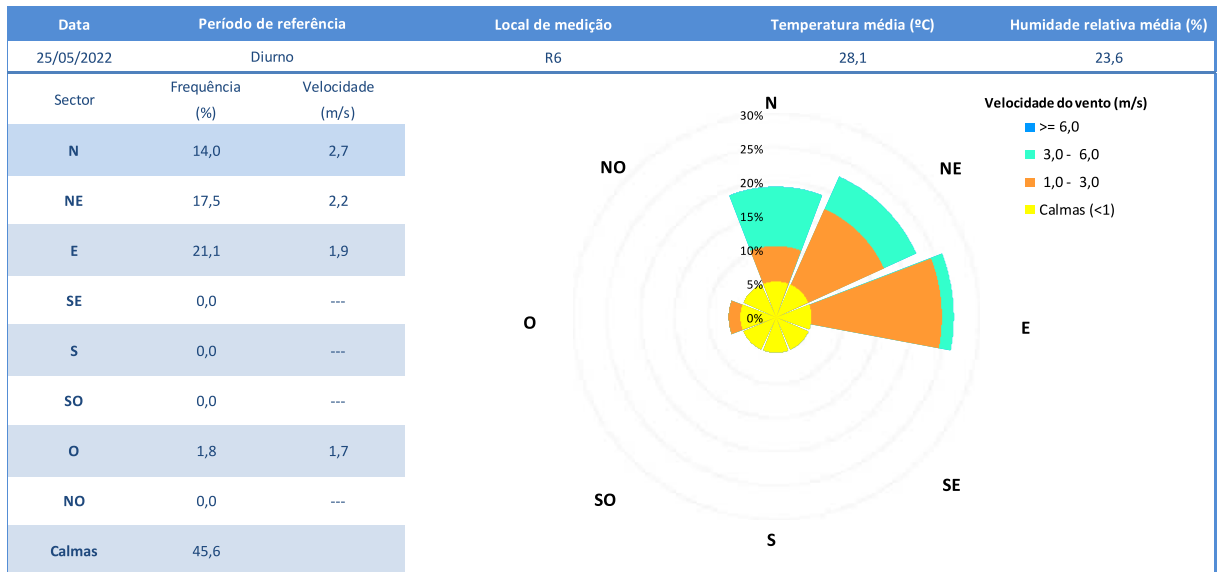 Data Período de referência Local de medição Temperatura média (ºC) Humidade relativa média (%)
25/05/2022 Diurno R6 28,1 23,6
Sector Frequência (%) Velocidade (m/s)
N 14,0 2,7
NE 17,5 2,2
E 21,1 1,9
SE 0,0 ---
S 0,0 ---
SO 0,0 ---
O 1,8 1,7
NO 0,0 ---
Calmas 45,6
N
NE
E
SE
S
SO
O
NO
30%
25%
20%
15%
10%
5%
0%
Velocidade do vento (m/s)
>= 6,0
3,0 - 6,0
1,0 - 3,0
Calmas (<1)